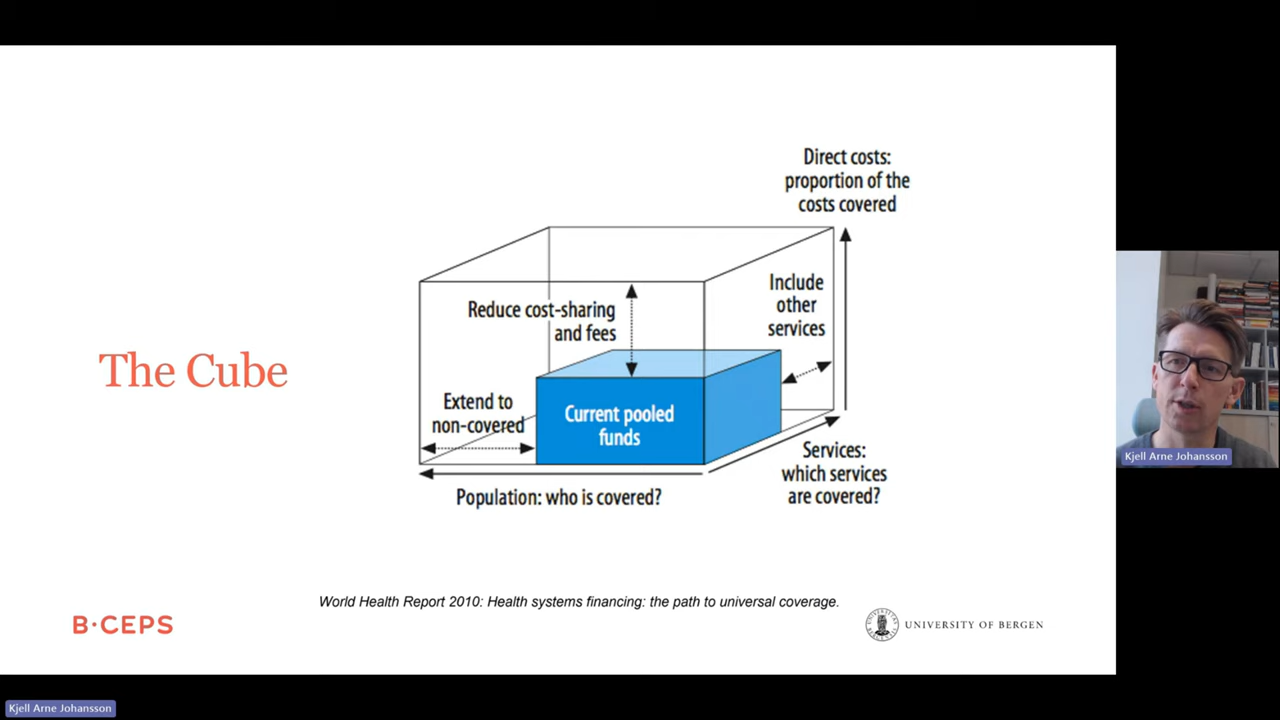 The Cube
Direct costs:
proportion of the
costs covered
Reduce cost-sharing
and fees
Include
other
services
Extend to
non-covered
Current pooled
funds
Services:
which services
are covered?
Population: who is covered?
World Health Report 2010: Health systems financing: the path to universal coverage.
B·CEPS
UNIVERSITY OF BERGEN
Kjell Arne Johansson
Kjell Arne Johansson